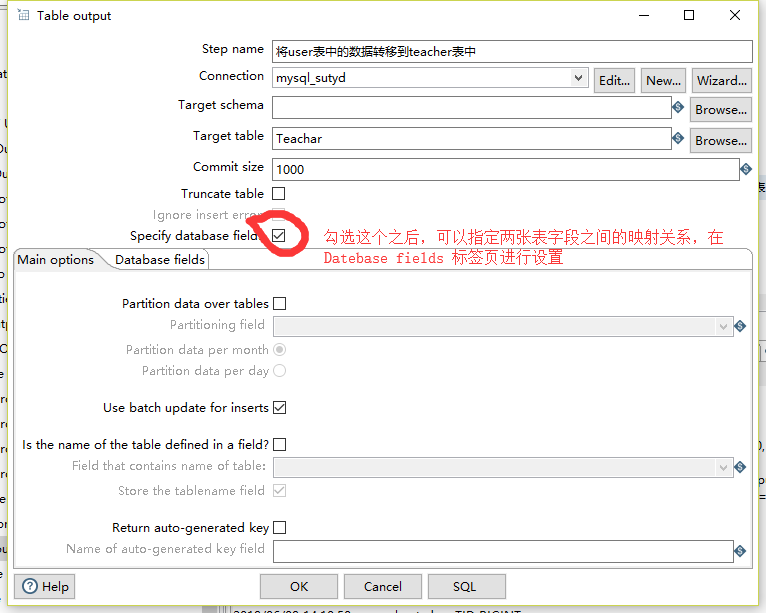 Table output
Step name 将user表中的数据转移到teacher表中
Connection mysql_sutyd Edit... New... Wizard...
Target schema Browse...
Target table Teachar Browse...
Commit size 1000
Truncate table
Ignore insert error
Specify database field
勾选这个之后，可以指定两张表字段之间的映射关系，在
Datebase fields 标签页进行设置
Main options Database fields
Partition data over tables
Partitioning field
Partition data per month
Partition data per day
Use batch update for inserts
Is the name of the table defined in a field?
Field that contains name of table:
Store the tablename field
Return auto-generated key
Name of auto-generated key field
Help OK Cancel SQL